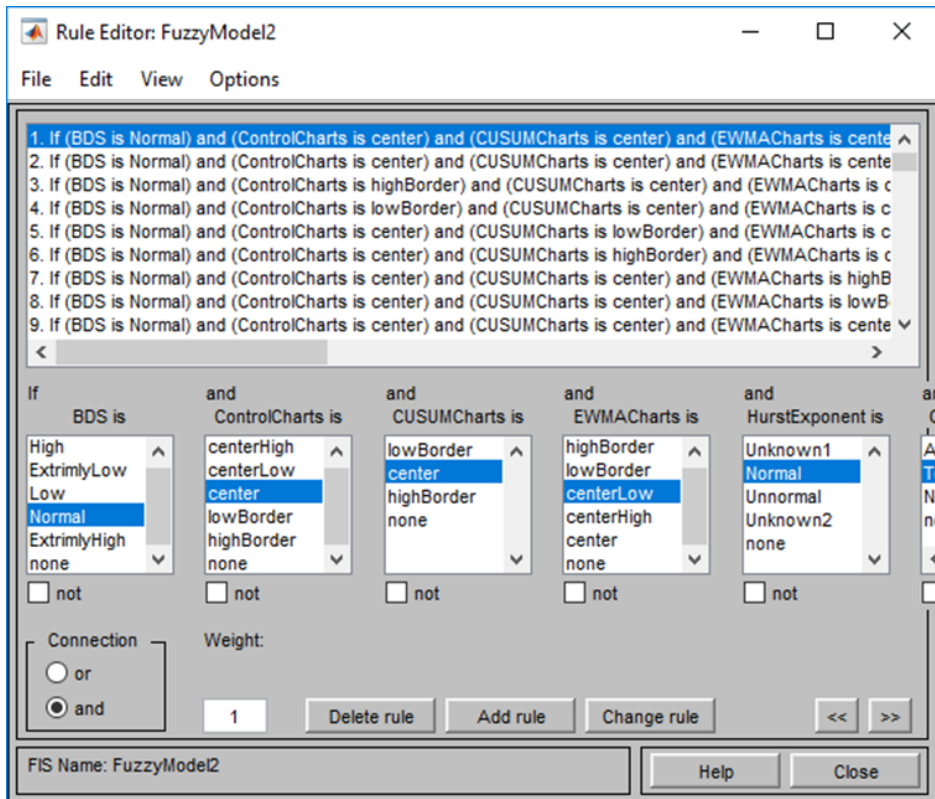 Rule Editor: FuzzyModel2
File Edit View Options
1. If (BDS is Normal) and (ControlCharts is center) and (CUSUMCharts is center) and (EWMACharts is cente
2. If (BDS is Normal) and (ControlCharts is center) and (CUSUMCharts is center) and (EWMACharts is cente
3. If (BDS is Normal) and (ControlCharts is highBorder) and (CUSUMCharts is center) and (EWMACharts is c
4. If (BDS is Normal) and (ControlCharts is lowBorder) and (CUSUMCharts is center) and (EWMACharts is c
5. If (BDS is Normal) and (ControlCharts is center) and (CUSUMCharts is lowBorder) and (EWMACharts is c
6. If (BDS is Normal) and (ControlCharts is center) and (CUSUMCharts is highBorder) and (EWMACharts is c
7. If (BDS is Normal) and (ControlCharts is center) and (CUSUMCharts is center) and (EWMACharts is highB
8. If (BDS is Normal) and (ControlCharts is center) and (CUSUMCharts is center) and (EWMACharts is lowB
9. If (BDS is Normal) and (ControlCharts is center) and (CUSUMCharts is center) and (EWMACharts is cente
If
BDS is
High
ExtrimlyLow
Low
Normal
ExtrimlyHigh
none
not
and
ControlCharts is
centerHigh
centerLow
center
lowBorder
highBorder
none
not
and
CUSUMCharts is
lowBorder
center
highBorder
none
not
and
EWMACharts is
highBorder
lowBorder
centerLow
centerHigh
center
none
not
and
HurstExponent is
Unknown1
Normal
Unnormal
Unknown2
none
not
Connection
or
and
Weight:
1
Delete rule
Add rule
Change rule
<<
>>
FIS Name: FuzzyModel2
Help
Close